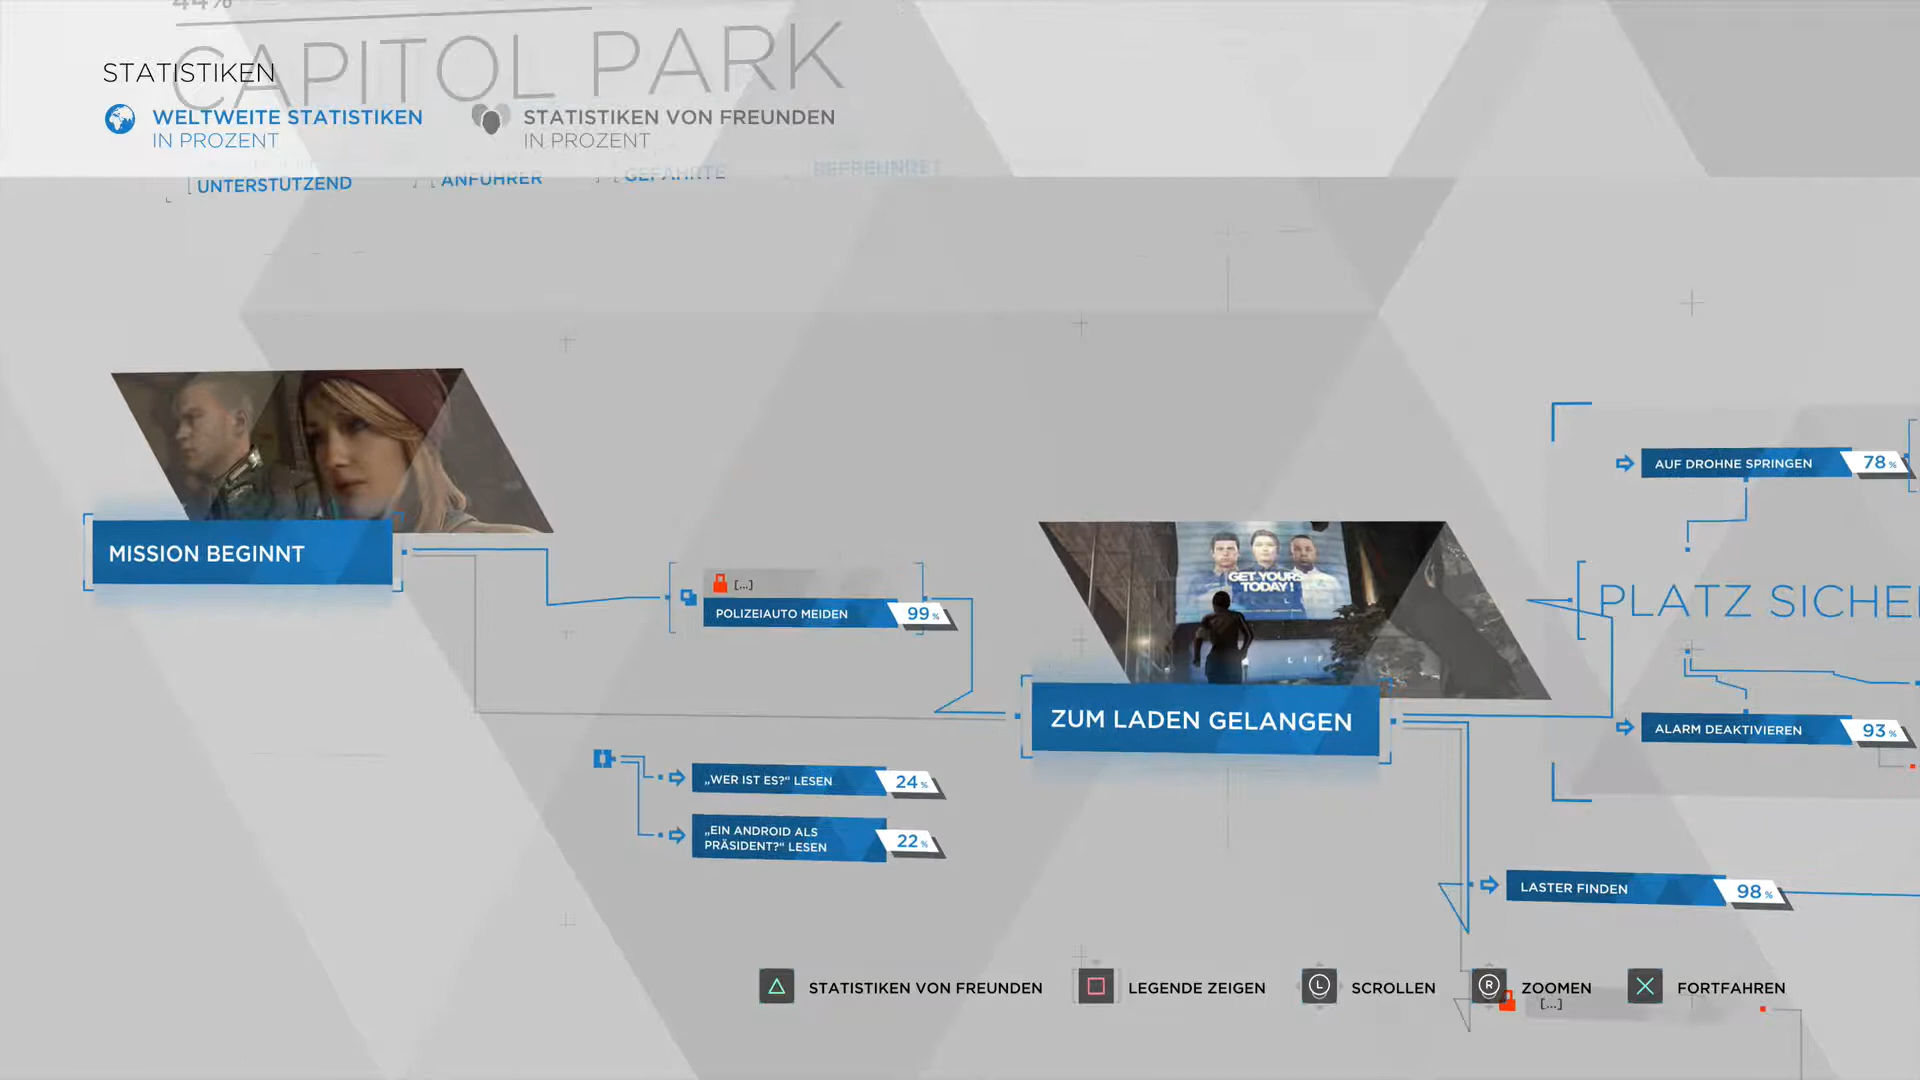 44%
CAPITOL PARK
STATISTIKEN
WELTWEITE STATISTIKEN
IN PROZENT
STATISTIKEN VON FREUNDEN
IN PROZENT
UNTERSTÜTZEND
ANFÜHRER
GEFÄHRTE
MISSION BEGINNT
[...]
POLIZEIAUTO MEIDEN
99%
GET YOURS
TODAY!
ZUM LADEN GELANGEN
„WER IST ES?“ LESEN
24%
„EIN ANDROID ALS
PRÄSIDENT?“ LESEN
22%
AUF DROHNE SPRINGEN
78%
PLATZ SICHE
ALARM DEAKTIVIEREN
93%
LASTER FINDEN
98%
STATISTIKEN VON FREUNDEN
LEGENDE ZEIGEN
L
SCROLLEN
R
ZOOMEN
FORTFAHREN
[...]